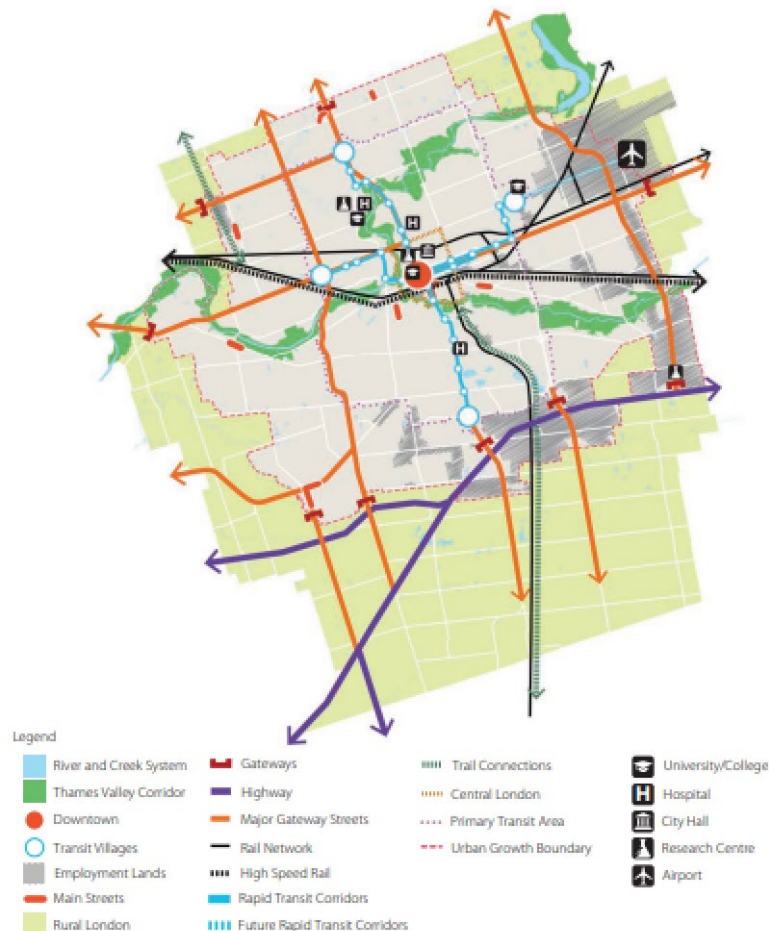 H
H
H
Legend
River and Creek System
Thames Valley Corridor
Downtown
Transit Villages
Employment Lands
Main Streets
Rural London
Gateways
Highway
Major Gateway Streets
Rail Network
High Speed Rail
Rapid Transit Corridors
Future Rapid Transit Corridors
Trail Connections
Central London
Primary Transit Area
Urban Growth Boundary
University/College
H Hospital
City Hall
Research Centre
Airport